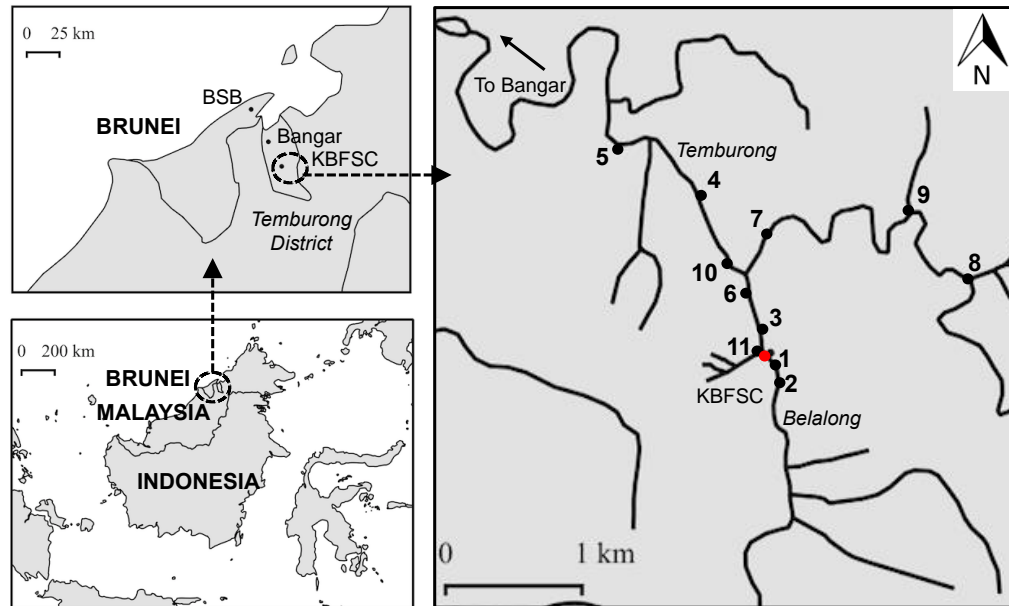 0 25 km
BSB
BRUNEI
Bangar
KBFSC
Temburong
District
0 200 km
BRUNEI
MALAYSIA
INDONESIA
To Bangar
N
5
Temburong
4
9
7
10
8
6
3
11
1
KBFSC
2
Belalong
0 1 km